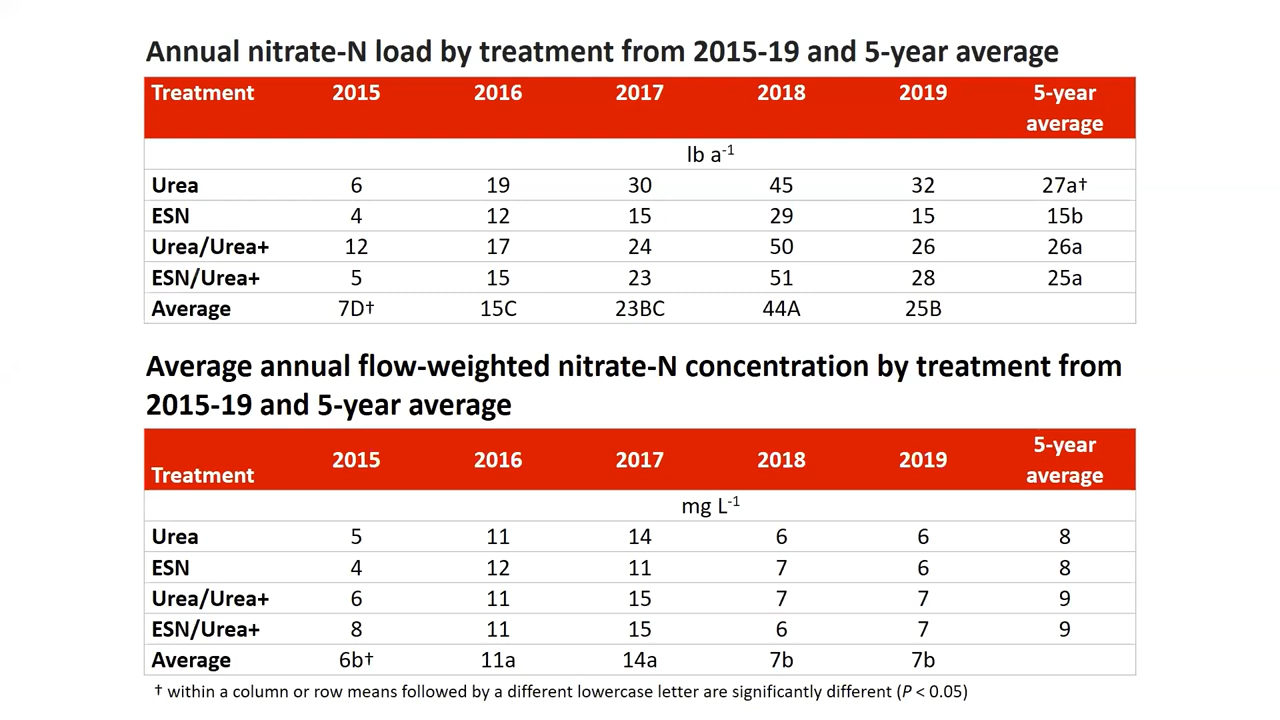 Annual nitrate-N load by treatment from 2015-19 and 5-year average
Treatment 2015 2016 2017 2018 2019 5-year average
lb a⁻¹
Urea 6 19 30 45 32 27a†
ESN 4 12 15 29 15 15b
Urea/Urea+ 12 17 24 50 26 26a
ESN/Urea+ 5 15 23 51 28 25a
Average 7D† 15C 23BC 44A 25B
Average annual flow-weighted nitrate-N concentration by treatment from
2015-19 and 5-year average
Treatment 2015 2016 2017 2018 2019 5-year average
mg L⁻¹
Urea 5 11 14 6 6 8
ESN 4 12 11 7 6 8
Urea/Urea+ 6 11 15 7 7 9
ESN/Urea+ 8 11 15 6 7 9
Average 6b† 11a 14a 7b 7b
† within a column or row means followed by a different lowercase letter are significantly different (P < 0.05)